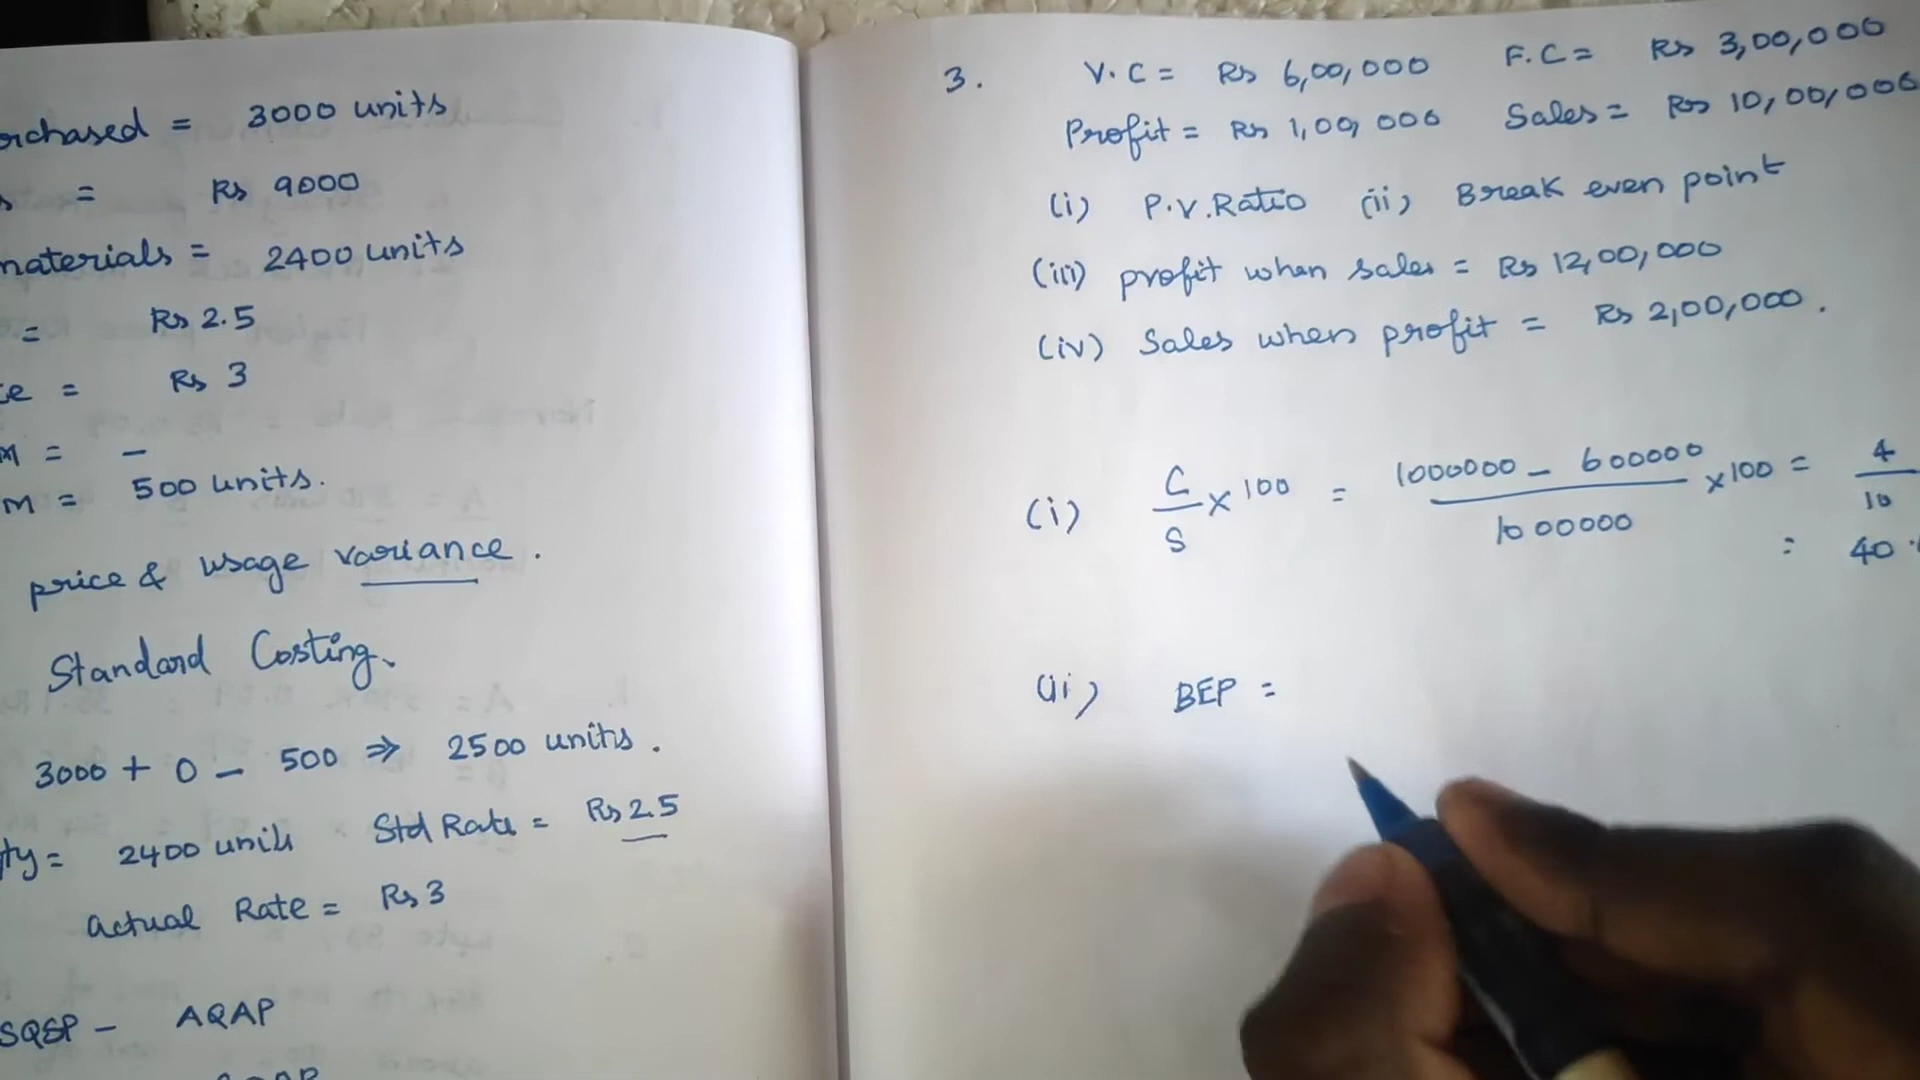 = 3000 units
= Rs 9000
materials = 2400 units
= Rs 2.5
= Rs 3
M = -
M = 500 units.
price & usage variance.
Standard Costing.
3000 + 0 - 500 ⇒ 2500 units.
= 2400 units Std Rate = Rs 2.5
actual Rate = Rs 3
SQSP - AQAP
3. V.C = Rs 6,00,000 F.C = Rs 3,00,000
Profit = Rs 1,00,000 Sales = Rs 10,00,000
(i) P.V.Ratio (ii) Break even point
(iii) profit when sales = Rs 12,00,000
(iv) Sales when profit = Rs 2,00,000.
(i) C/S × 100 = 1000000 - 600000 / 1000000 × 100 = 4/10
= 40
(ii) BEP =